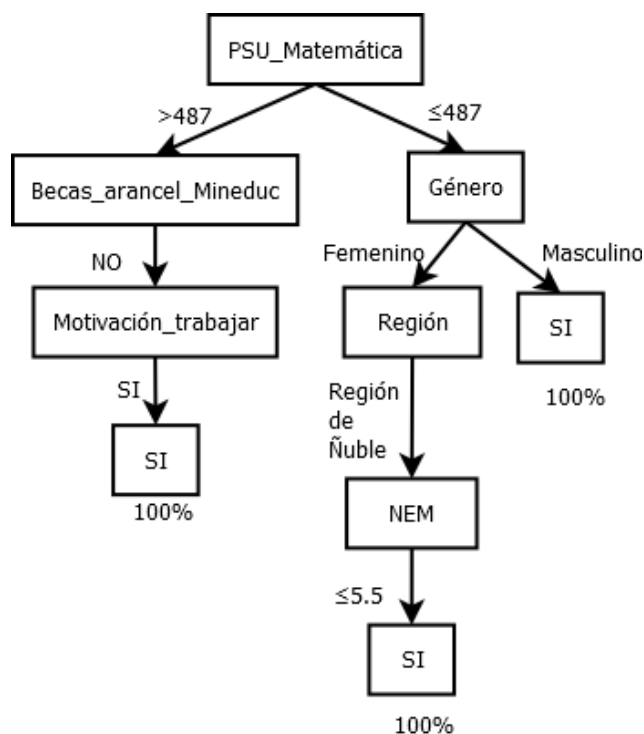 PSU_Matemática
>487
≤487
Becas_arancel_Mineduc
Género
NO
Femenino
Masculino
Motivación_trabajar
Región
SI
SI
Región
de
Ñuble
100%
SI
100%
NEM
≤5.5
SI
100%